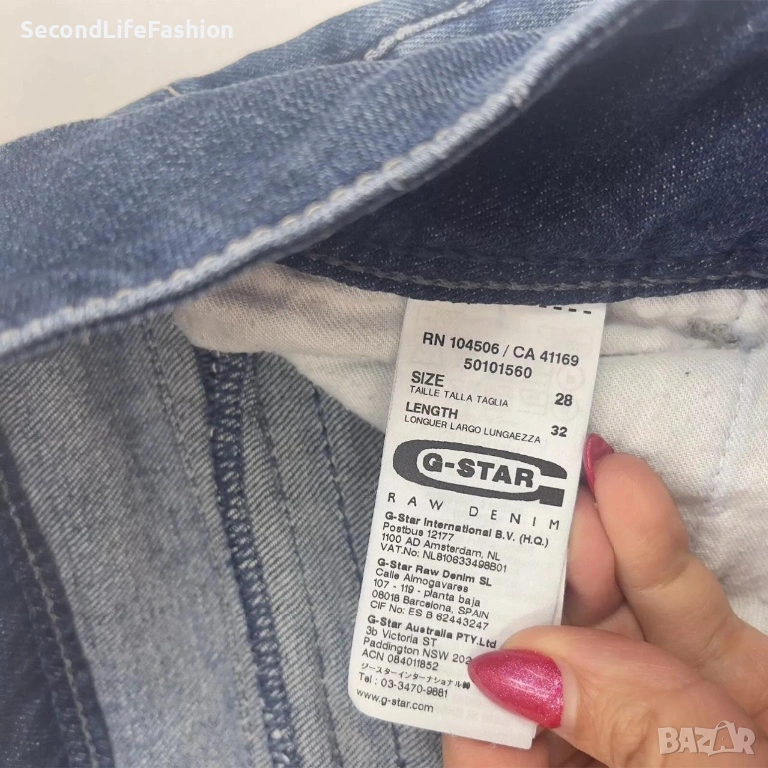 SecondLifeFashion
RN 104506 / CA 41169
50101560
SIZE 28
TAILLE TALLA TAGLIA
LENGTH 32
LONGUER LARGO LUNGAEZZA
G-STAR
RAW DENIM
G-Star International B.V. (H.Q.)
Postbus 12177
1100 AD Amsterdam, NL
VAT.No: NL810633498B01
G-Star Raw Denim SL
Calle Almogavares
107 - 119 - planta baja
08018 Barcelona, SPAIN
CIF No: ES B 62443247
G-Star Australia PTY.Ltd
3b Victoria ST
Paddington NSW
ACN 084011852
ジースターインターナショナル㈱
Tel : 03-3470-9881
www.g-star.com
BAZAR